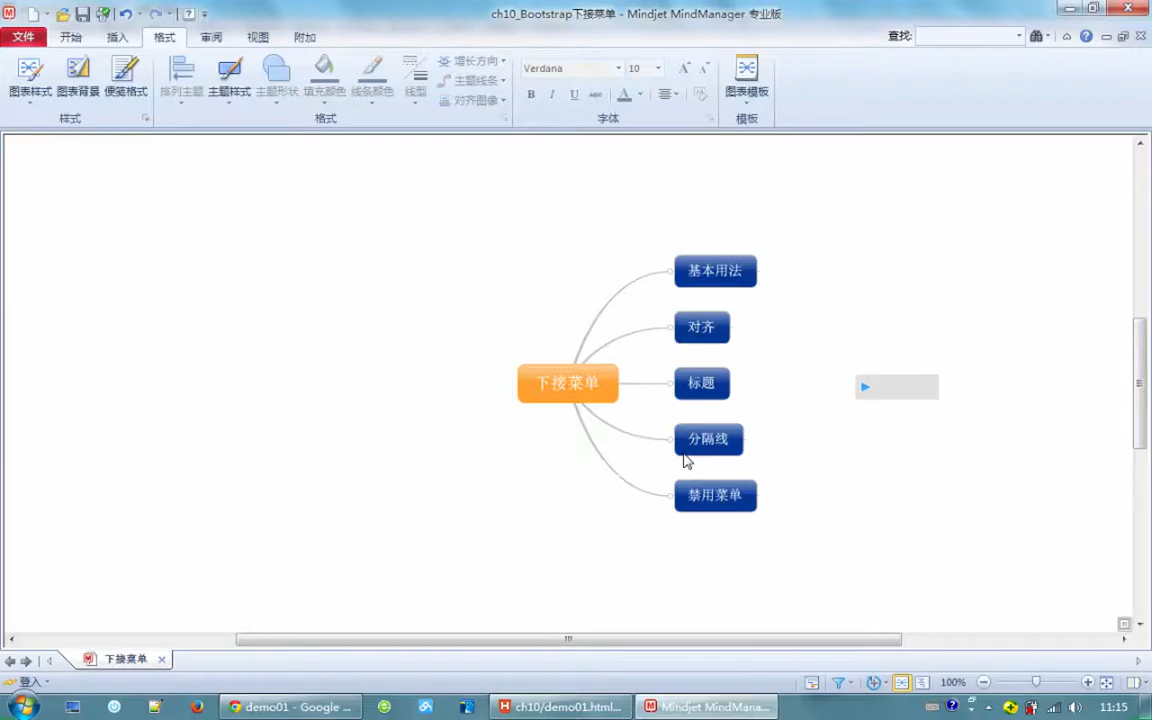 ch10_Bootstrap下接菜单 - Mindjet MindManager 专业版
文件
开始
插入
格式
审阅
视图
附加
查找:
图表样式
图表背景
便笺格式
排列主题
主题样式
主题形状
填充颜色
线条颜色
线型
增长方向
主题线条
对齐图像
Verdana
10
B
I
U
abc
A
图表模板
样式
格式
字体
模板
基本用法
对齐
下接菜单
标题
分隔线
禁用菜单
下接菜单
登入
100%
demo01 - Google ...
ch10/demo01.html...
Mindjet MindMana...
11:15